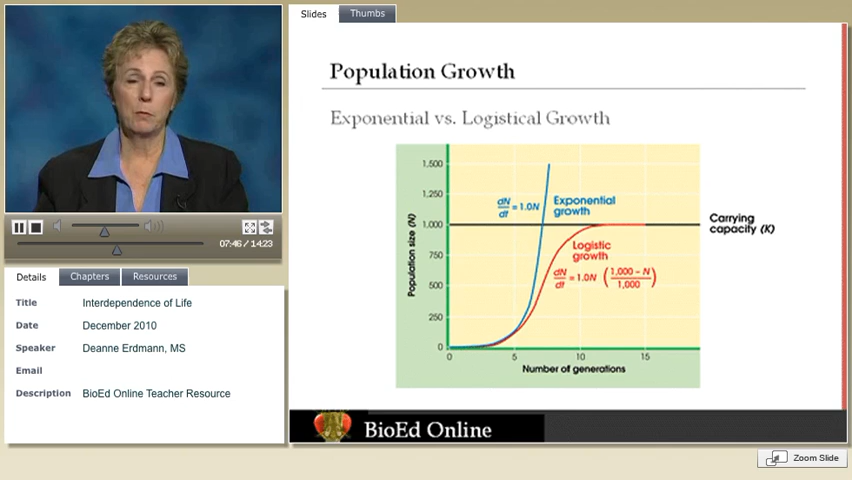 Slides
Thumbs
Population Growth
Exponential vs. Logistical Growth
1,500
1,250
1,000
750
500
250
0
Population size (N)
dN/dt = 1.0N
Exponential
growth
Logistic
growth
dN/dt = 1.0N (1,000 – N / 1,000)
Carrying
capacity (K)
0
5
10
15
Number of generations
BioEd Online
Zoom Slide
07:46 / 14:23
Details
Chapters
Resources
Title Interdependence of Life
Date December 2010
Speaker Deanne Erdmann, MS
Email
Description BioEd Online Teacher Resource